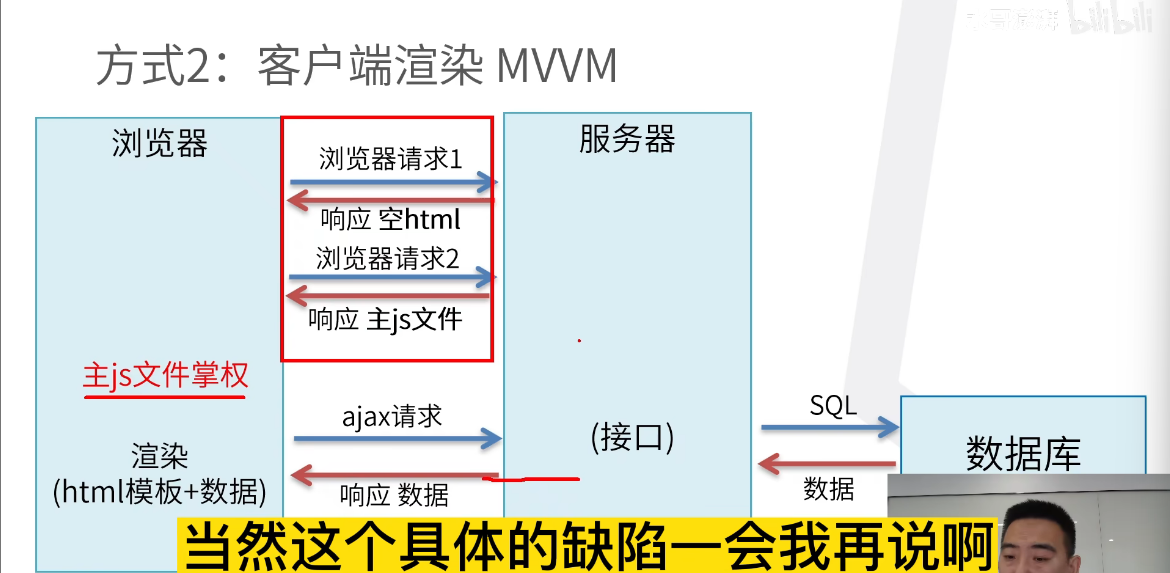 bilibili
方式2：客户端渲染 MVVM
浏览器
服务器
浏览器请求1
响应 空html
浏览器请求2
响应 主js文件
主js文件掌权
ajax请求
SQL
(接口)
数据库
渲染
(html模板+数据)
响应 数据
数据
当然这个具体的缺陷一会我再说啊